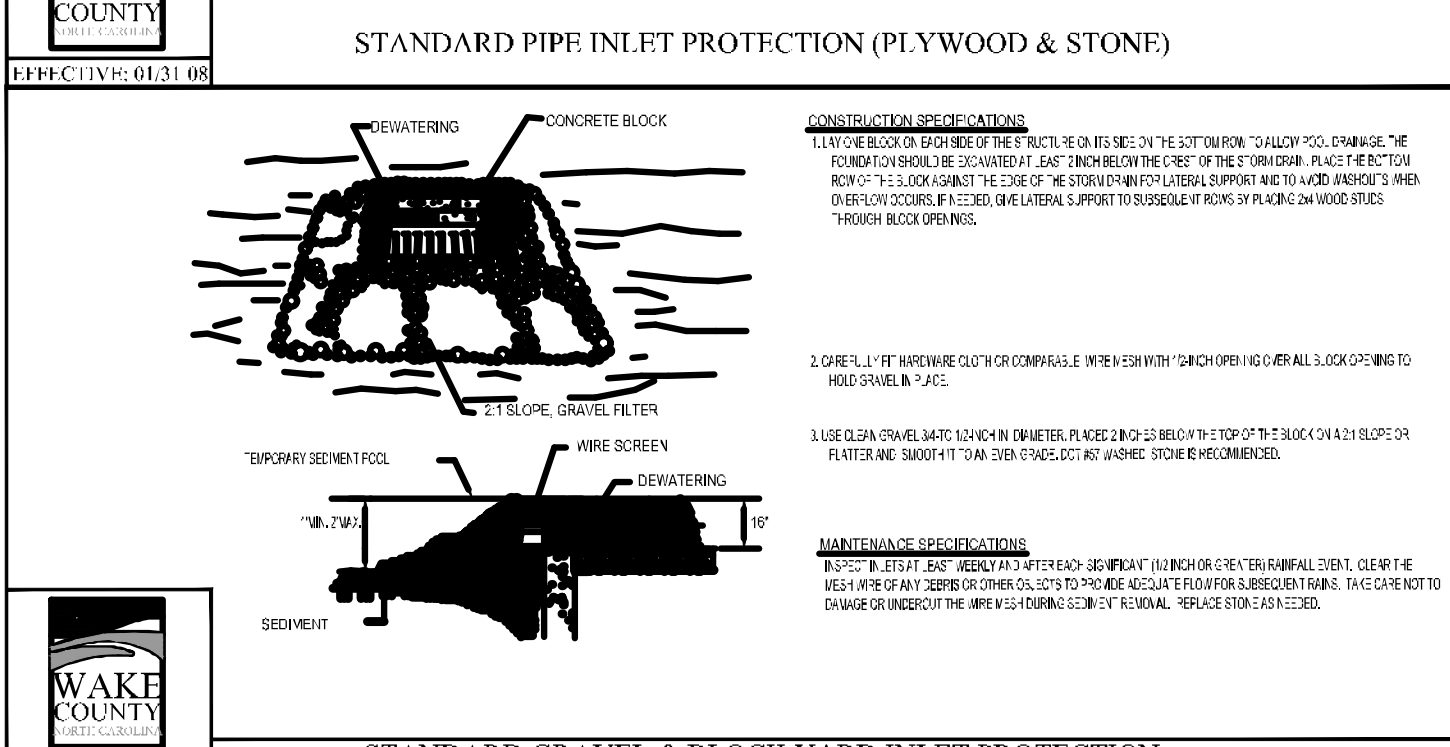 COUNTY
NORTH CAROLINA
EFFECTIVE: 01/31/08
STANDARD PIPE INLET PROTECTION (PLYWOOD & STONE)
DEWATERING
CONCRETE BLOCK
2:1 SLOPE, GRAVEL FILTER
WIRE SCREEN
TEMPORARY SEDIMENT POOL
DEWATERING
1'MIN. 2'MAX.
16"
SEDIMENT
CONSTRUCTION SPECIFICATIONS
1. LAY ONE BLOCK ON EACH SIDE OF THE STRUCTURE ON ITS SIDE ON THE BOTTOM ROW TO ALLOW POOL DRAINAGE. THE
FOUNDATION SHOULD BE EXCAVATED AT LEAST 2 INCH BELOW THE CREST OF THE STORM DRAIN. PLACE THE BOTTOM
ROW OF THE BLOCK AGAINST THE EDGE OF THE STORM DRAIN FOR LATERAL SUPPORT AND TO AVOID WASHOUTS WHEN
OVERFLOW OCCURS. IF NEEDED, GIVE LATERAL SUPPORT TO SUBSEQUENT ROWS BY PLACING 2x4 WOOD STUDS
THROUGH BLOCK OPENINGS.
2. CAREFULLY FIT HARDWARE CLOTH OR COMPARABLE WIRE MESH WITH 1/2-INCH OPENING OVER ALL BLOCK OPENING TO
HOLD GRAVEL IN PLACE.
3. USE CLEAN GRAVEL 3/4-TO 1/2-INCH IN DIAMETER. PLACED 2 INCHES BELOW THE TOP OF THE BLOCK ON A 2:1 SLOPE OR
FLATTER AND SMOOTH IT TO AN EVEN GRADE. DOT #57 WASHED STONE IS RECOMMENDED.
MAINTENANCE SPECIFICATIONS
INSPECT INLETS AT LEAST WEEKLY AND AFTER EACH SIGNIFICANT (1/2 INCH OR GREATER) RAINFALL EVENT. CLEAR THE
MESH WIRE OF ANY DEBRIS OR OTHER OBJECTS TO PROVIDE ADEQUATE FLOW FOR SUBSEQUENT RAINS. TAKE CARE NOT TO
DAMAGE OR UNDERCUT THE WIRE MESH DURING SEDIMENT REMOVAL. REPLACE STONE AS NEEDED.
WAKE
COUNTY
NORTH CAROLINA
STANDARD GRAVEL & BLOCK YARD INLET PROTECTION